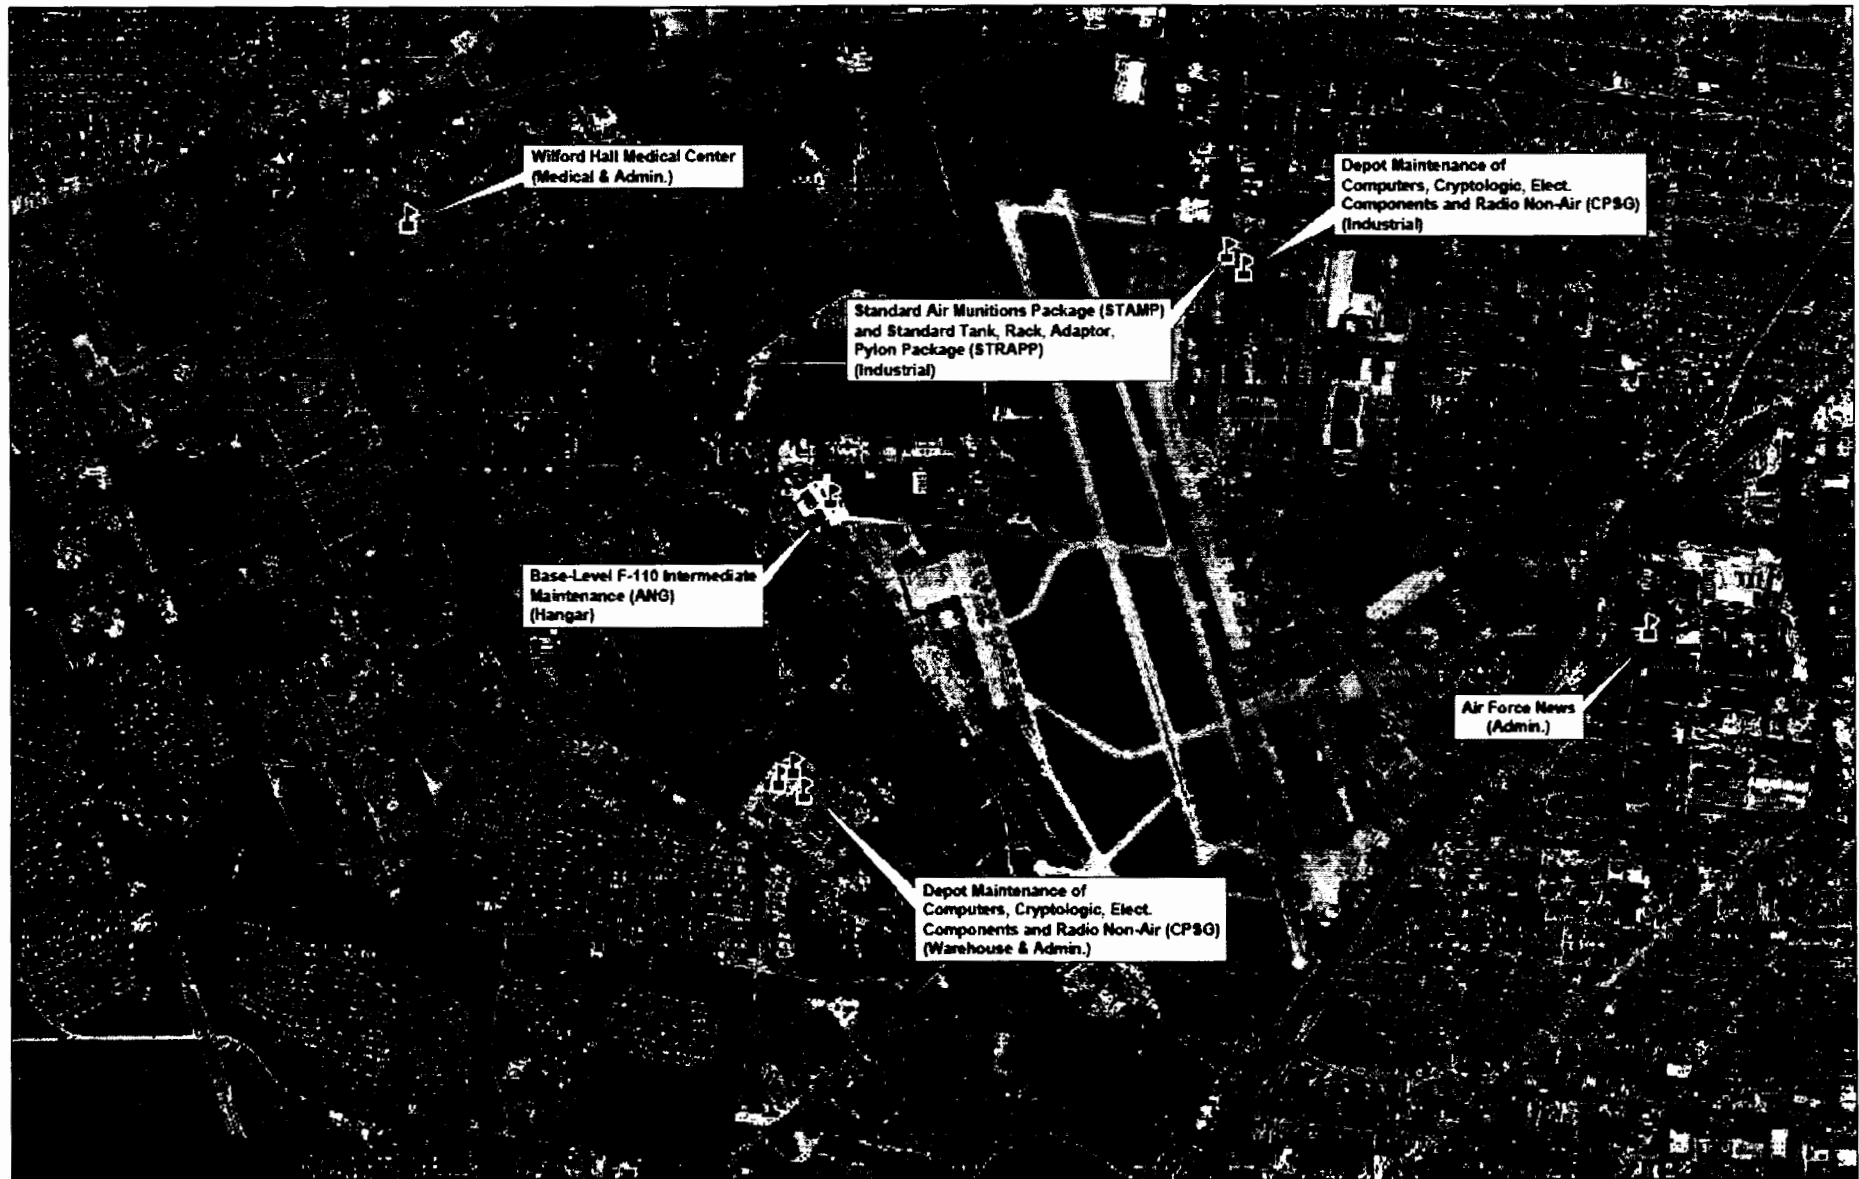 Wilford Hall Medical Center
(Medical & Admin.)
Depot Maintenance of
Computers, Cryptologic, Elect.
Components and Radio Non-Air (CPSG)
(Industrial)
Standard Air Munitions Package (STAMP)
and Standard Tank, Rack, Adaptor,
Pylon Package (STRAPP)
(Industrial)
Base-Level F-110 Intermediate
Maintenance (ANG)
(Hangar)
Air Force News
(Admin.)
Depot Maintenance of
Computers, Cryptologic, Elect.
Components and Radio Non-Air (CPSG)
(Warehouse & Admin.)